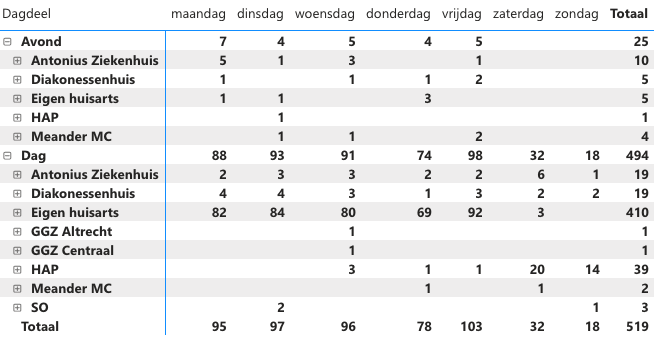 Dagdeel maandag dinsdag woensdag donderdag vrijdag zaterdag zondag Totaal
Avond 7 4 5 4 5 25
Antonius Ziekenhuis 5 1 3 1 10
Diakonessenhuis 1 1 1 2 5
Eigen huisarts 1 1 3 5
HAP 1 1
Meander MC 1 1 2 4
Dag 88 93 91 74 98 32 18 494
Antonius Ziekenhuis 2 3 3 2 2 6 1 19
Diakonessenhuis 4 4 3 1 3 2 2 19
Eigen huisarts 82 84 80 69 92 3 410
GGZ Altrecht 1 1
GGZ Centraal 1 1
HAP 3 1 1 20 14 39
Meander MC 1 1 2
SO 2 1 3
Totaal 95 97 96 78 103 32 18 519